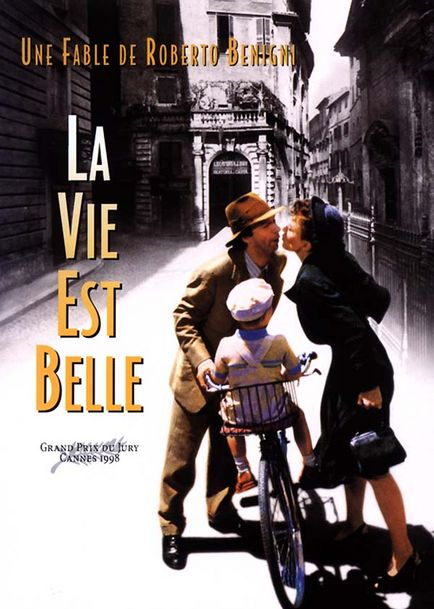 UNE FABLE DE ROBERTO BENIGNI
LA
VIE
EST
BELLE
GRAND PRIX DU JURY
CANNES 1998